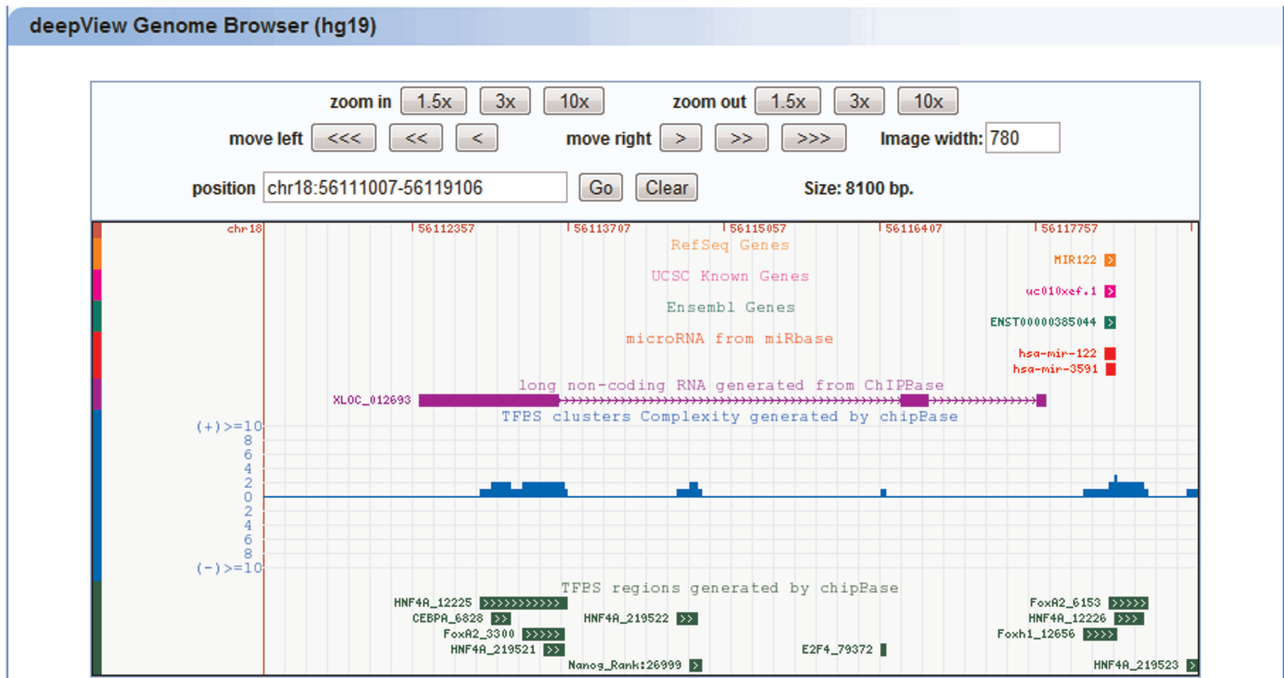 deepView Genome Browser (hg19)
zoom in 1.5x 3x 10x zoom out 1.5x 3x 10x
move left <<< << < move right > >> >>> Image width: 780
position chr18:56111007-56119106 Go Clear Size: 8100 bp.
chr18 56112357 56113707 56115057 56116407 56117757
RefSeq Genes
MIR122
UCSC Known Genes
uc010xef.1
Ensembl Genes
ENST00000385044
microRNA from miRbase
hsa-mir-122
hsa-mir-3591
long non-coding RNA generated from ChIPBase
XLOC_012693
TFBS clusters Complexity generated by chipBase
(+)>=10
8
6
4
2
0
2
4
6
8
(-)>=10
TFBS regions generated by chipBase
HNF4A_12225 FoxA2_6153
CEBPA_6828 HNF4A_219522 HNF4A_12226
FoxA2_3300 Foxh1_12656
HNF4A_219521 E2F4_79372
Nanog_Rank:26999 HNF4A_219523